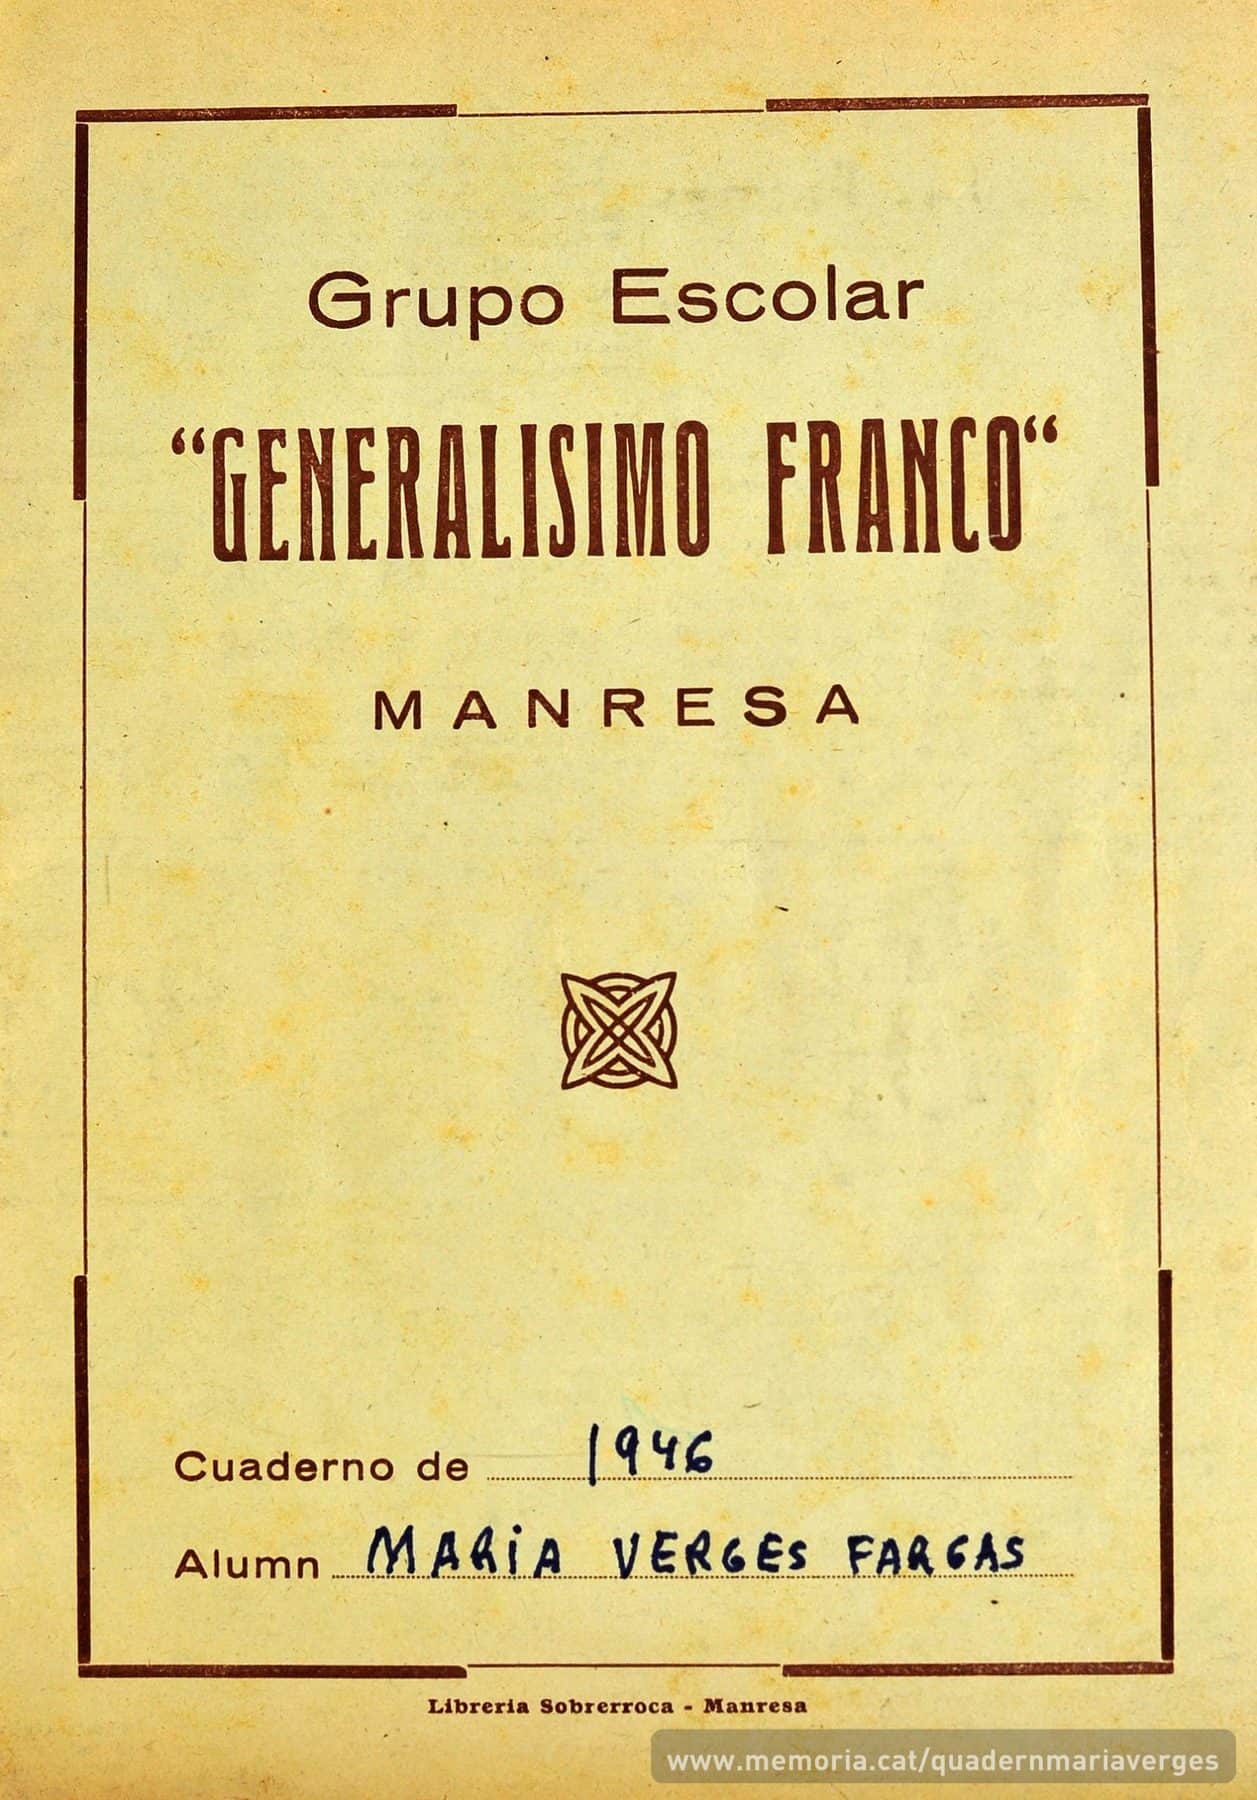 Grupo Escolar
“GENERALISIMO FRANCO“
MANRESA
Cuaderno de 1946
Alumn MARiA VERGES FARGAS
Libreria Sobrerroca - Manresa
www.memoria.cat/quadernmariaverges